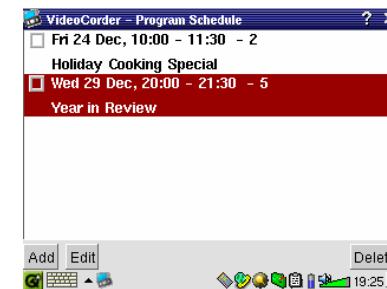 VideoCorder - Program Schedule ?
Fri 24 Dec, 10:00 - 11:30 - 2
Holiday Cooking Special
Wed 29 Dec, 20:00 - 21:30 - 5
Year in Review
Add Edit Delet
19:25